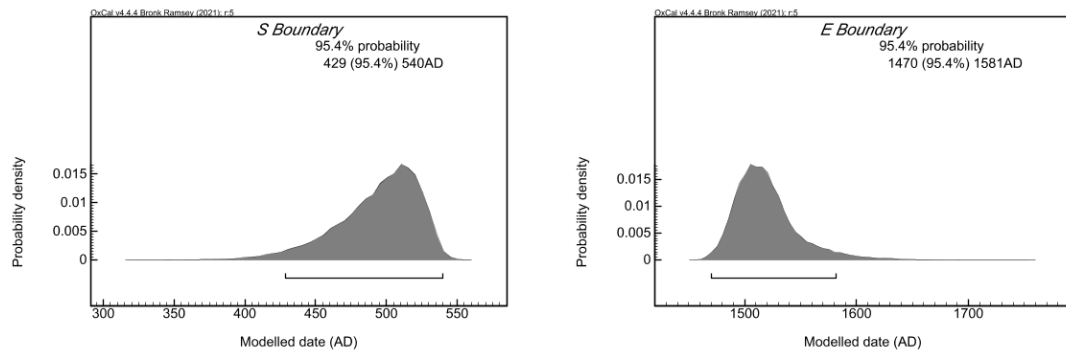 OxCal v4.4.4 Bronk Ramsey (2021); r:5
S Boundary
95.4% probability
429 (95.4%) 540AD
Probability density
0.015
0.01
0.005
0
300
350
400
450
500
550
Modelled date (AD)
OxCal v4.4.4 Bronk Ramsey (2021); r:5
E Boundary
95.4% probability
1470 (95.4%) 1581AD
Probability density
0.015
0.01
0.005
0
1500
1600
1700
Modelled date (AD)